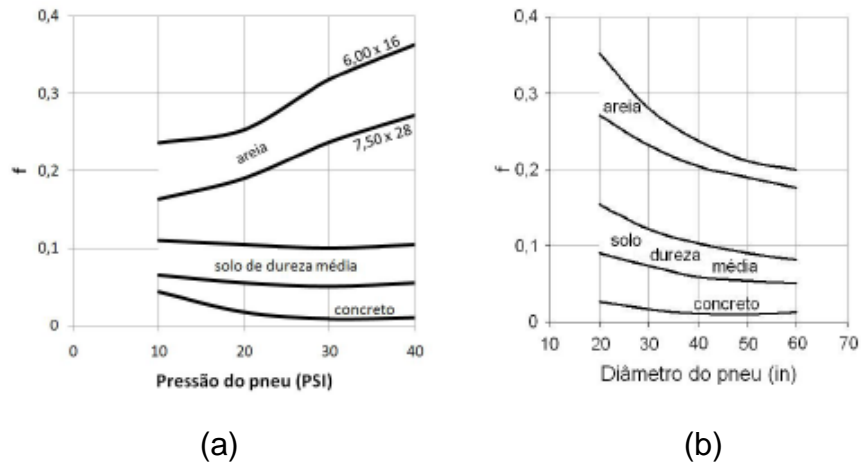 0,4
0,3
0,2
0,1
0
f
6,00 x 16
areia
7,50 x 28
solo de dureza média
concreto
0 10 20 30 40
Pressão do pneu (PSI)
(a)
0,4
0,3
0,2
0,1
0
f
areia
solo
dureza
média
concreto
10 20 30 40 50 60 70
Diâmetro do pneu (in)
(b)